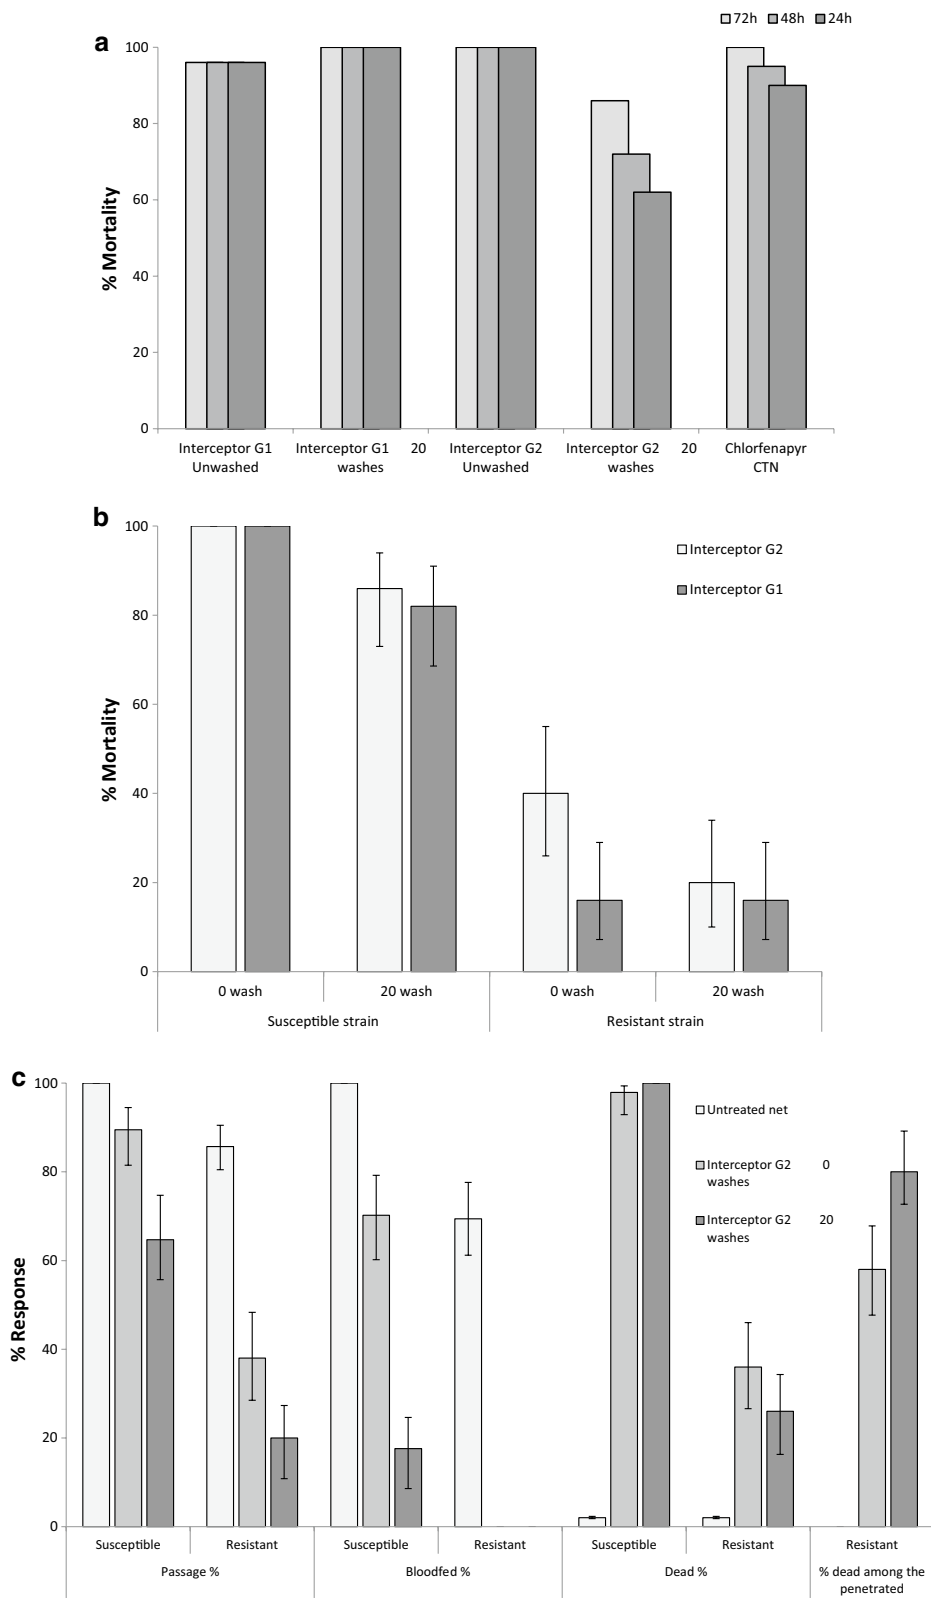 72h 48h 24h
a
100
80
60
40
20
0
% Mortality
Interceptor G1 Interceptor G1 20 Interceptor G2 Interceptor G2 20 Chlorfenapyr
Unwashed washes Unwashed washes CTN
b
100
80
60
40
20
0
% Mortality
Interceptor G2
Interceptor G1
0 wash 20 wash 0 wash 20 wash
Susceptible strain Resistant strain
c
100
80
60
40
20
0
% Response
Untreated net
Interceptor G2 0
washes
Interceptor G2 20
washes
Susceptible Resistant Susceptible Resistant Susceptible Resistant Resistant
Passage % Bloodfed % Dead % % dead among the
penetrated